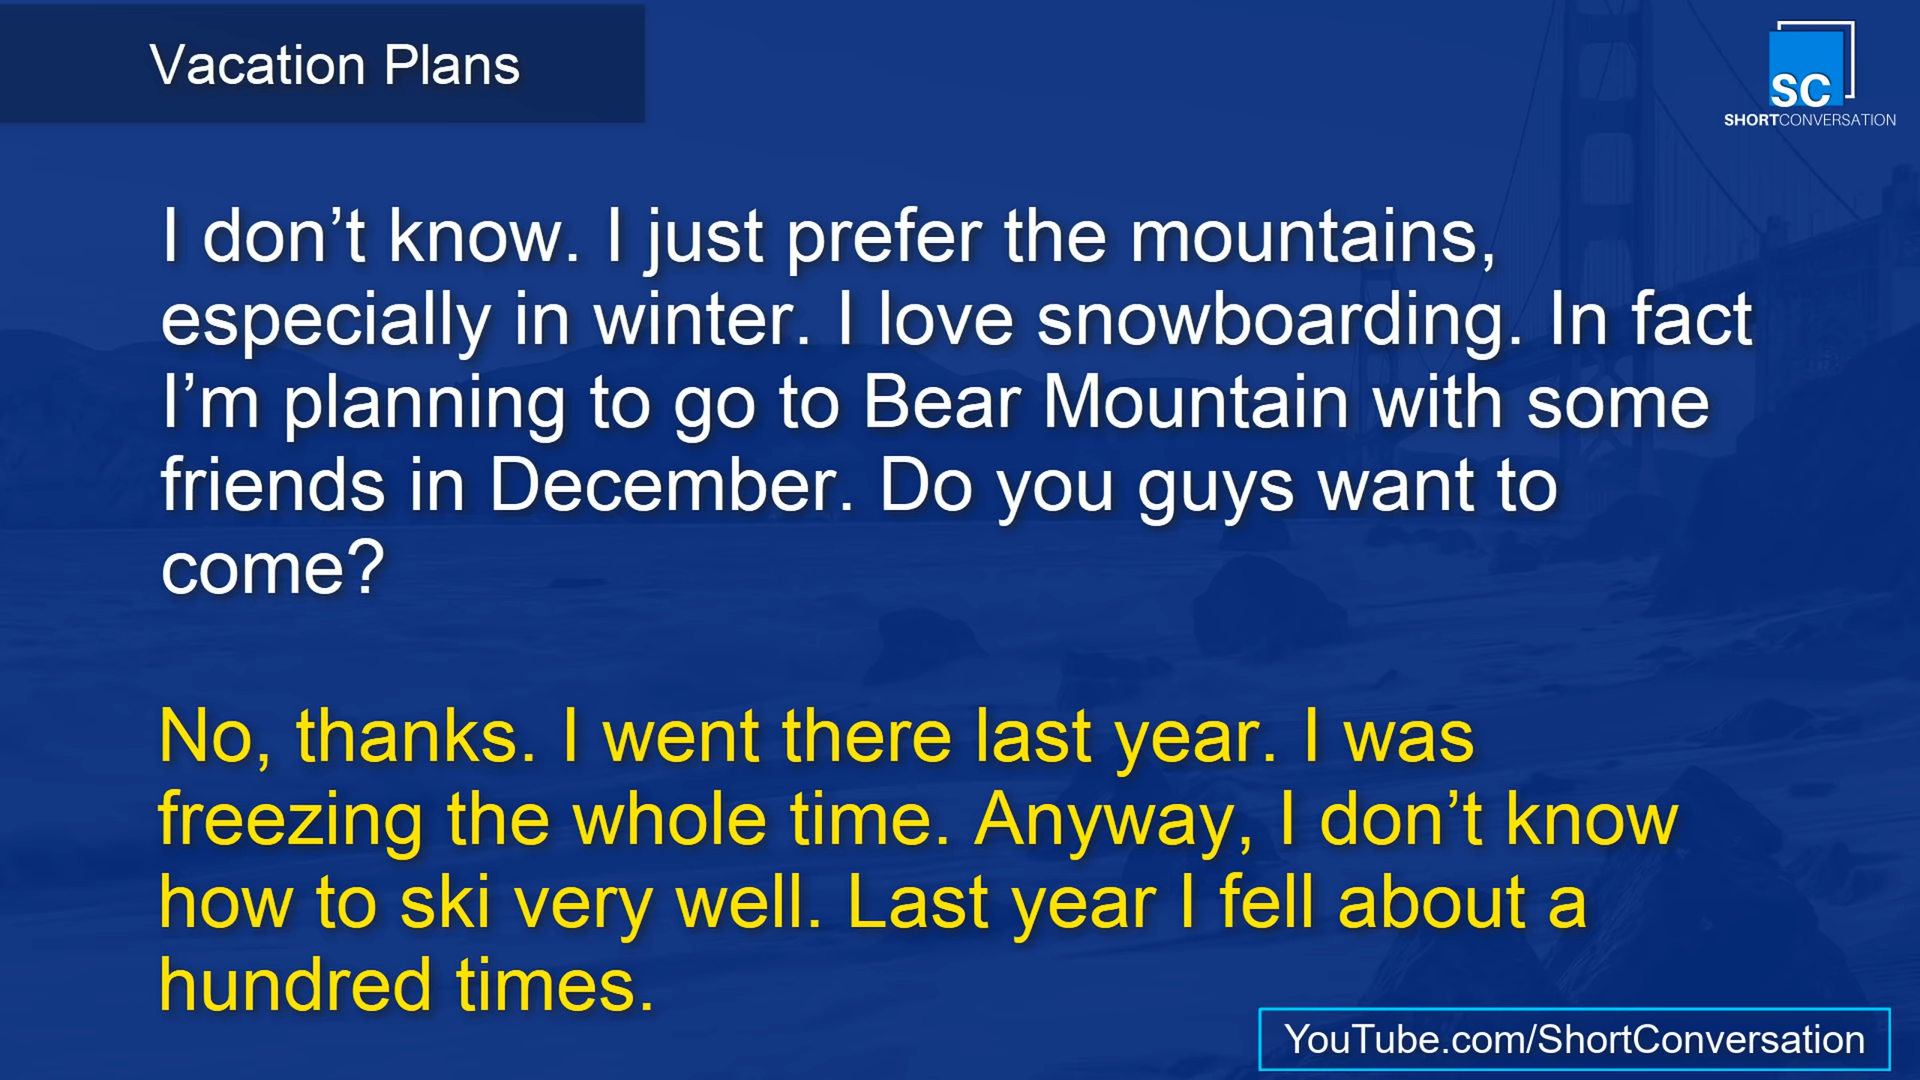 Vacation Plans
SC
SHORTCONVERSATION
I don’t know. I just prefer the mountains,
especially in winter. I love snowboarding. In fact
I’m planning to go to Bear Mountain with some
friends in December. Do you guys want to
come?
No, thanks. I went there last year. I was
freezing the whole time. Anyway, I don’t know
how to ski very well. Last year I fell about a
hundred times.
YouTube.com/ShortConversation